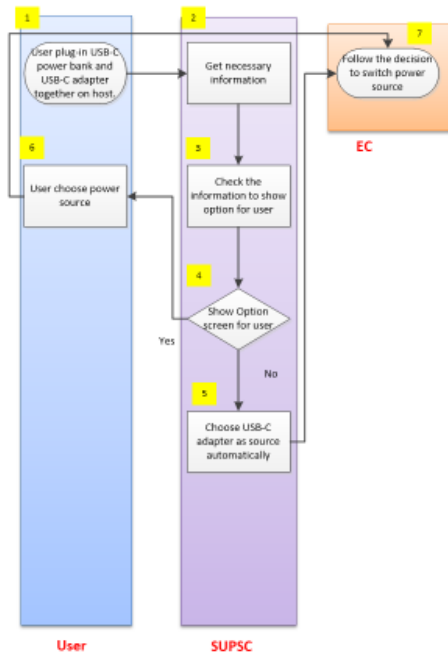 1
User plug-in USB-C
power bank and
USB-C adapter
together on host.
2
Get necessary
information
7
Follow the decision
to switch power
source
EC
3
Check the
information to show
option for user
6
User choose power
source
4
Show Option
screen for user
Yes
No
5
Choose USB-C
adapter as source
automatically
User
SUPSC